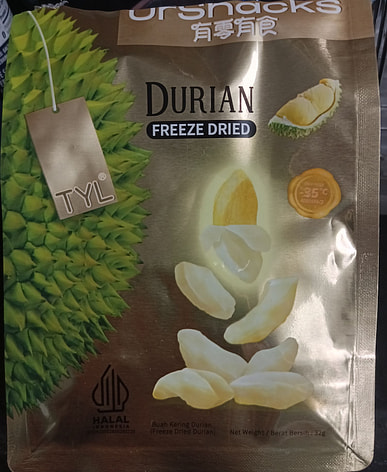 UrSnacks
有零有食
DURIAN
FREEZE DRIED
TYL®
-35°C
HALAL
INDONESIA
Buah Kering Durian
(Freeze Dried Durian)
Net Weight / Berat Bersih : 32g